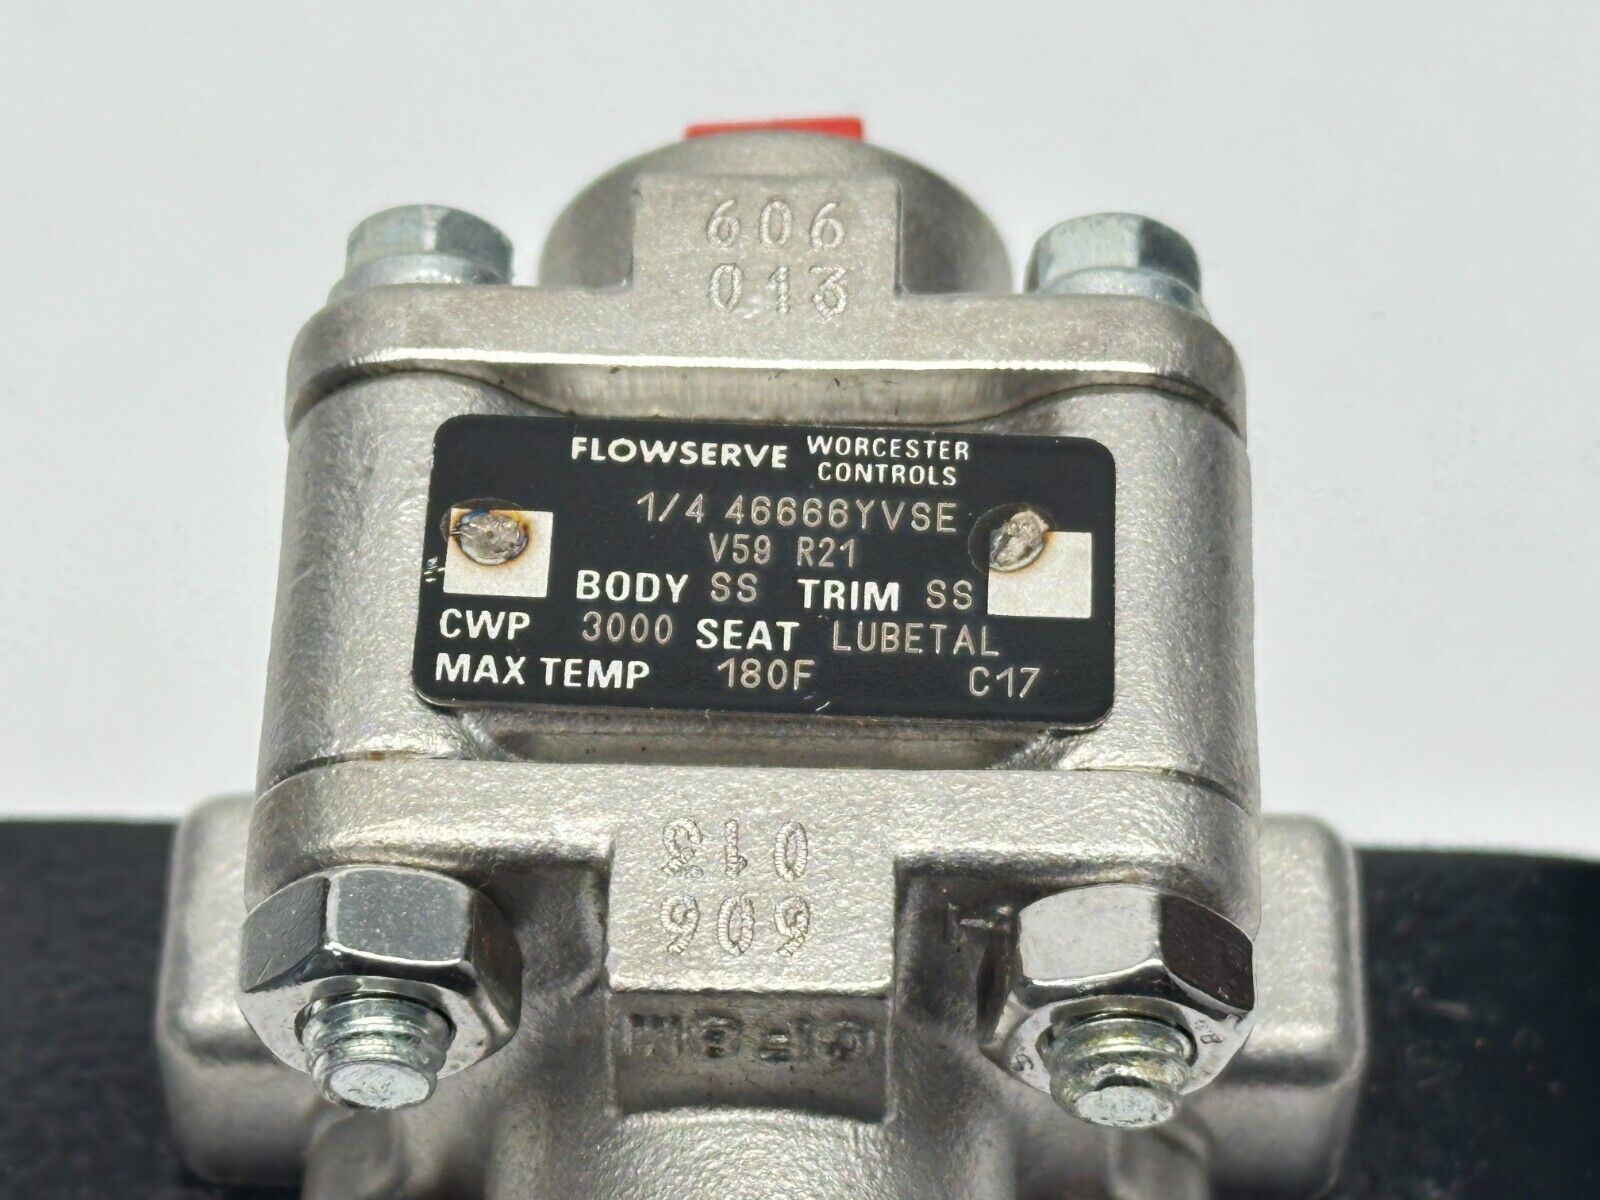 606
013
FLOWSERVE WORCESTER CONTROLS
1/4 46666YVSE
V59 R21
BODY SS TRIM SS
CWP 3000 SEAT LUBETAL
MAX TEMP 180F C17
013
606
CF8M